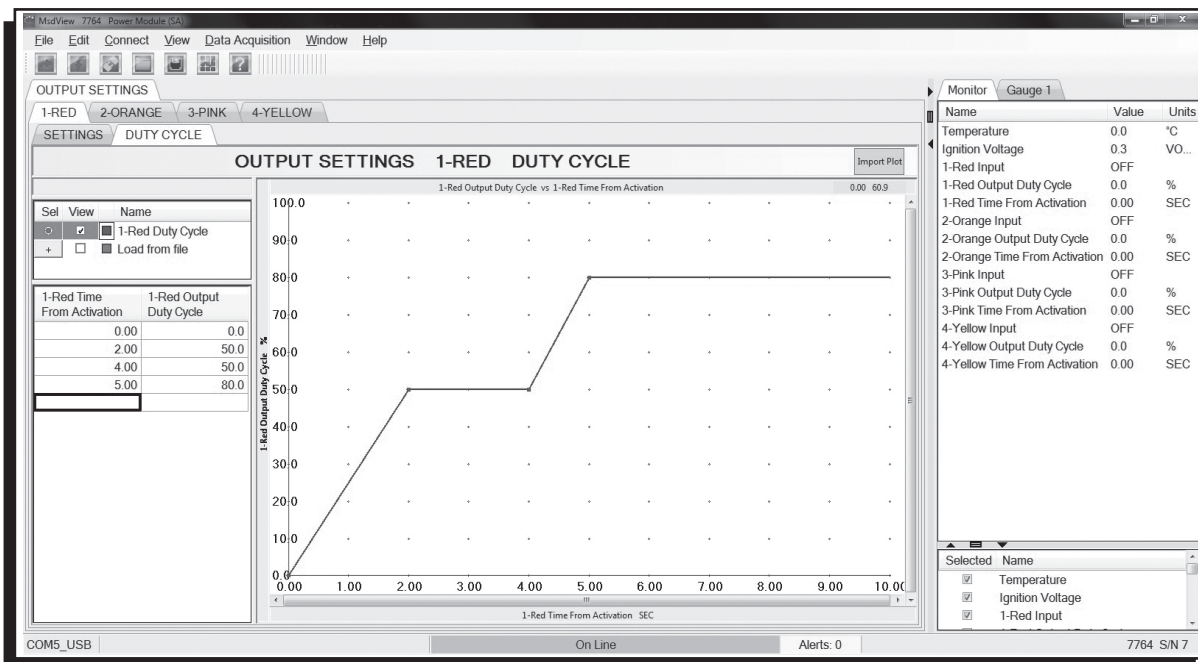 MsdView 7764 Power Module (SA)
File Edit Connect View Data Acquisition Window Help
OUTPUT SETTINGS
1-RED 2-ORANGE 3-PINK 4-YELLOW
SETTINGS DUTY CYCLE
OUTPUT SETTINGS 1-RED DUTY CYCLE
Import Plot
1-Red Output Duty Cycle vs 1-Red Time From Activation
0.00 60.9
Sel View Name
1-Red Duty Cycle
+ Load from file
1-Red Time From Activation 1-Red Output Duty Cycle
0.00 0.0
2.00 50.0
4.00 50.0
5.00 80.0
1-Red Output Duty Cycle %
100.0
90.0
80.0
70.0
60.0
50.0
40.0
30.0
20.0
10.0
0.0
0.00 1.00 2.00 3.00 4.00 5.00 6.00 7.00 8.00 9.00 10.00
1-Red Time From Activation SEC
Monitor Gauge 1
Name Value Units
Temperature 0.0 °C
Ignition Voltage 0.3 VO...
1-Red Input OFF
1-Red Output Duty Cycle 0.0 %
1-Red Time From Activation 0.00 SEC
2-Orange Input OFF
2-Orange Output Duty Cycle 0.0 %
2-Orange Time From Activation 0.00 SEC
3-Pink Input OFF
3-Pink Output Duty Cycle 0.0 %
3-Pink Time From Activation 0.00 SEC
4-Yellow Input OFF
4-Yellow Output Duty Cycle 0.0 %
4-Yellow Time From Activation 0.00 SEC
Selected Name
Temperature
Ignition Voltage
1-Red Input
COM5_USB On Line Alerts: 0 7764 S/N 7